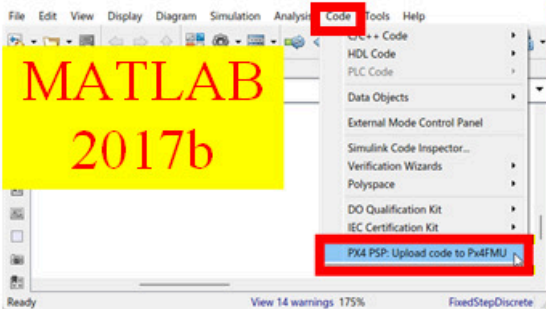 File Edit View Display Diagram Simulation Analysis Code Tools Help
C/C++ Code
HDL Code
PLC Code
MATLAB
2017b
Data Objects
External Mode Control Panel
Simulink Code Inspector...
Verification Wizards
Polyspace
DO Qualification Kit
IEC Certification Kit
PX4 PSP: Upload code to Px4FMU
Ready View 14 warnings 175% FixedStepDiscrete